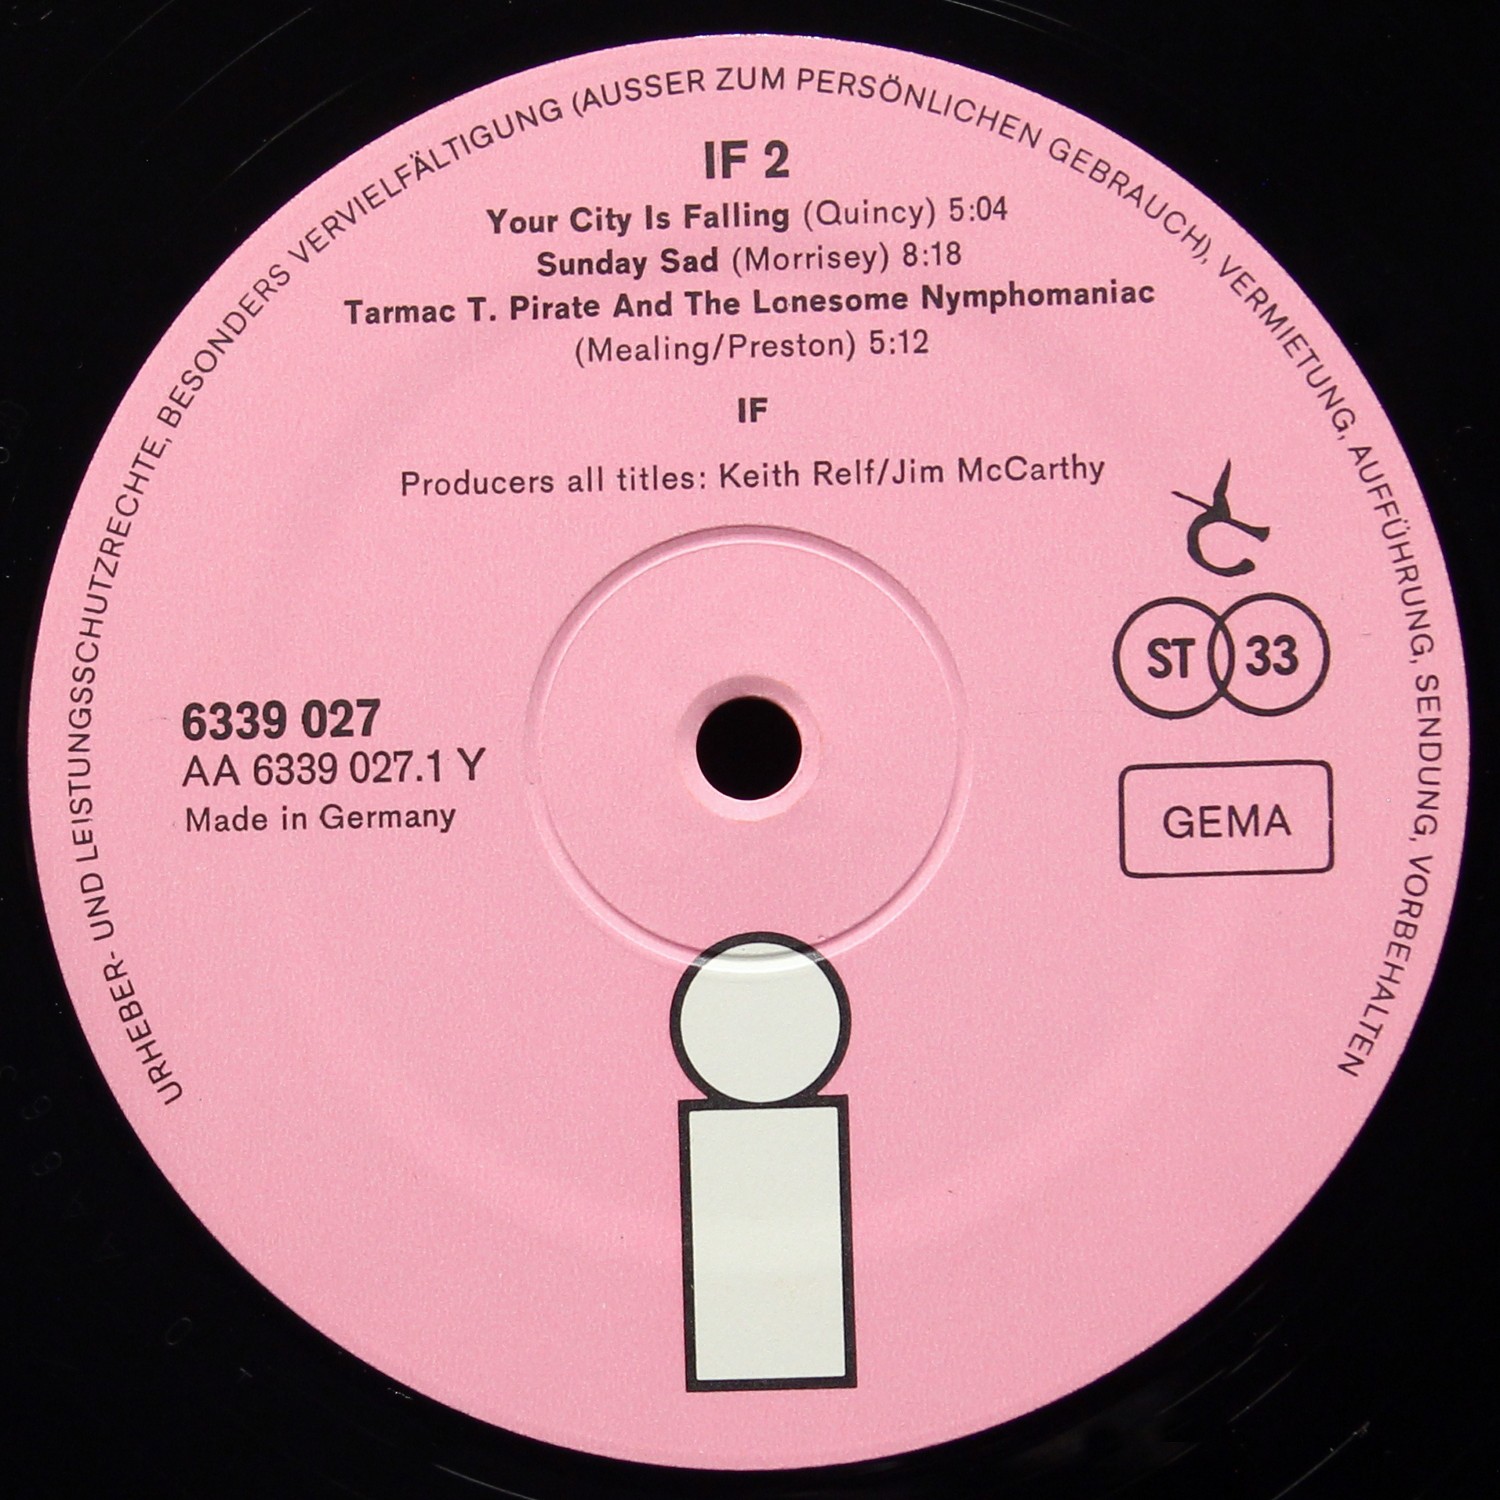 URHEBER- UND LEISTUNGSSCHUTZRECHTE, BESONDERS VERVIELFÄLTIGUNG (AUSSER ZUM PERSÖNLICHEN GEBRAUCH), VERMIETUNG, AUFFÜHRUNG, SENDUNG, VORBEHALTEN
IF 2
Your City Is Falling (Quincy) 5:04
Sunday Sad (Morrisey) 8:18
Tarmac T. Pirate And The Lonesome Nymphomaniac
(Mealing/Preston) 5:12
IF
Producers all titles: Keith Relf/Jim McCarthy
ST 33
6339 027
AA 6339 027.1 Y
Made in Germany
GEMA